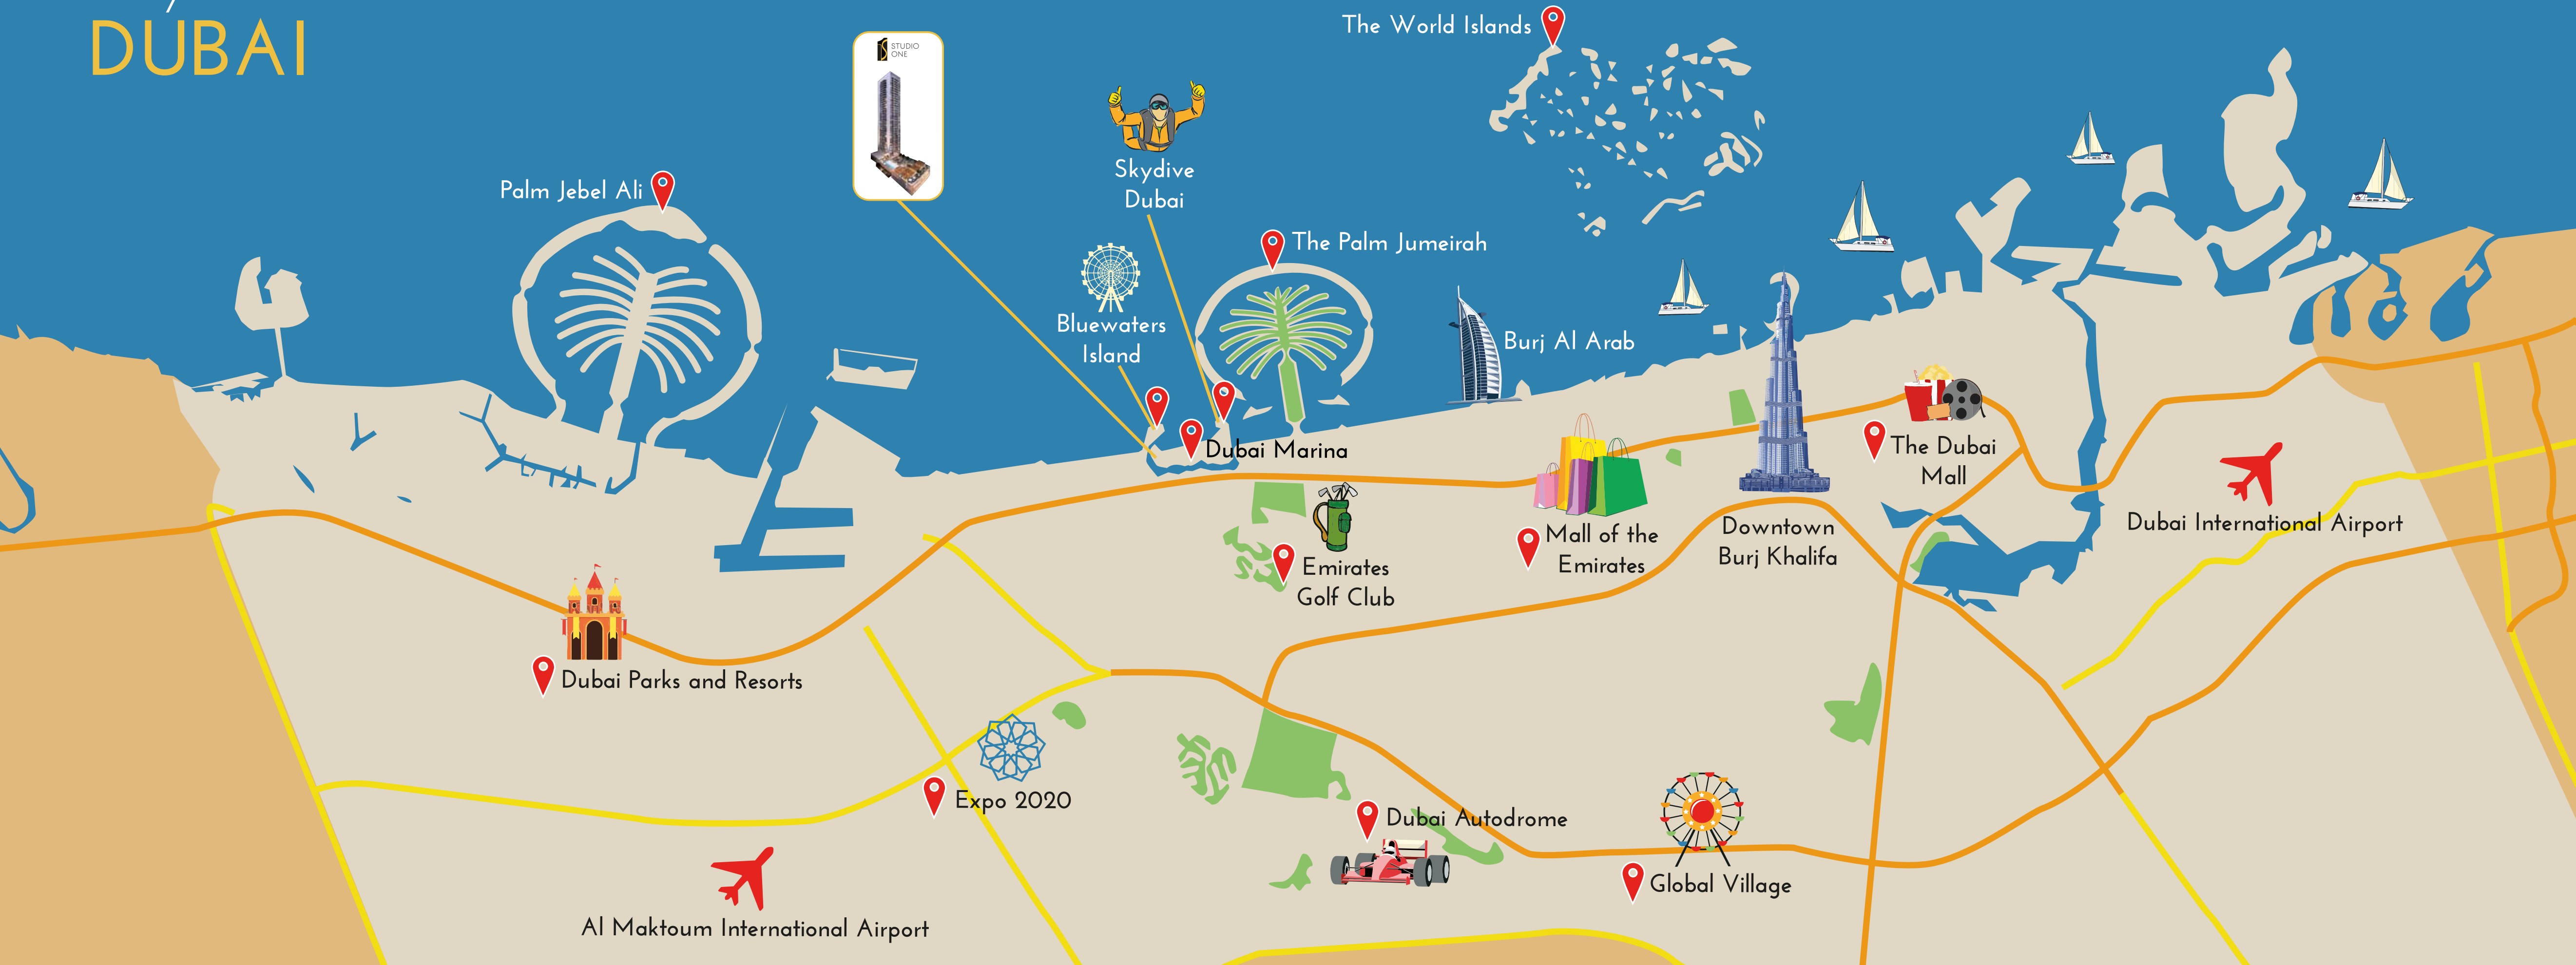 DUBAI
STUDIO
ONE
The World Islands
Skydive
Dubai
Palm Jebel Ali
The Palm Jumeirah
Bluewaters
Island
Burj Al Arab
Dubai Marina
The Dubai
Mall
Mall of the
Emirates
Downtown
Burj Khalifa
Dubai International Airport
Emirates
Golf Club
Dubai Parks and Resorts
Expo 2020
Dubai Autodrome
Global Village
Al Maktoum International Airport